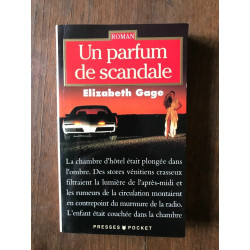 ROMAN
Un parfum
de scandale
Elizabeth Gage
La chambre d'hôtel était plongée dans
l'ombre. Des stores vénitiens crasseux
filtraient la lumière de l'après-midi et
les rumeurs de la circulation montaient
en contrepoint du murmure de la radio.
L'enfant était couchée dans la chambre
PRESSES POCKET